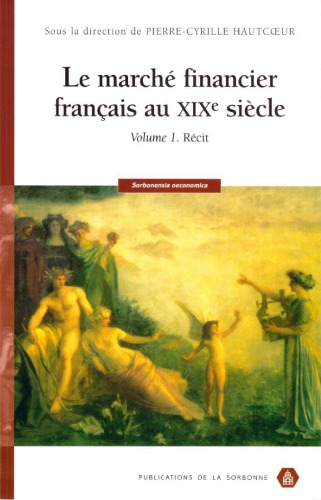 Sous la direction de PIERRE-CYRILLE HAUTCŒUR
Le marché financier
français au XIXe siècle
Volume 1. Récit
Sorbonensia oeconomica
PUBLICATIONS DE LA SORBONNE